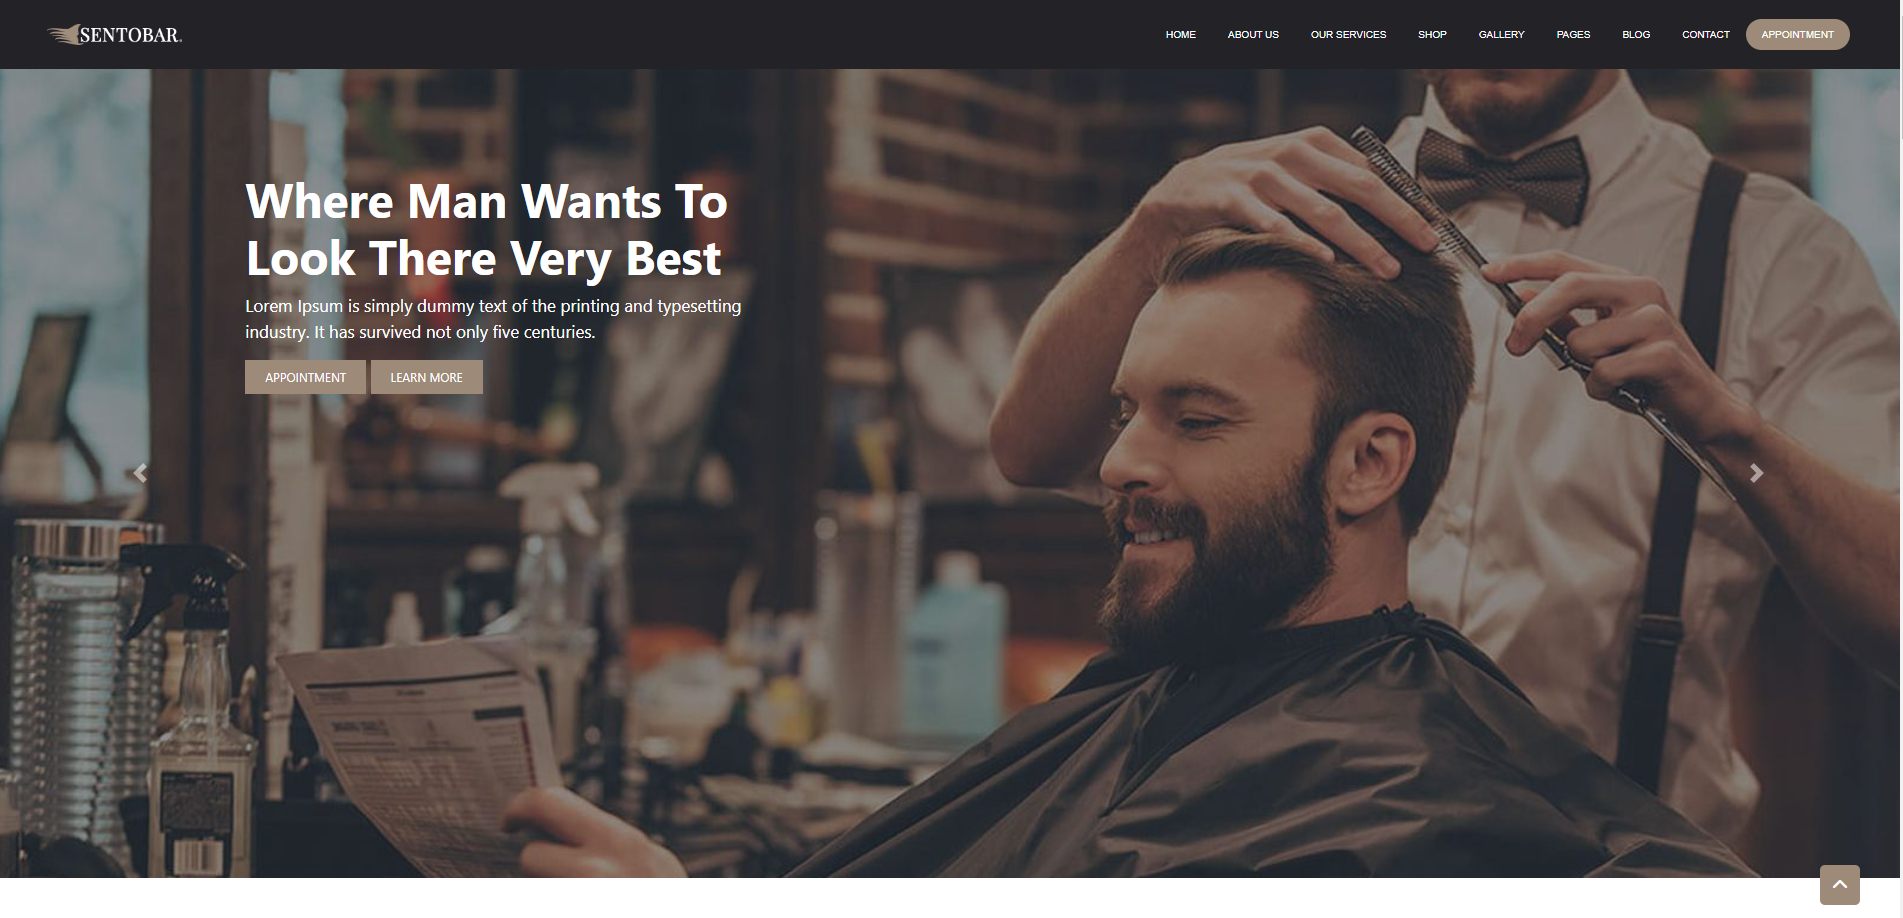 SENTOBAR
HOME ABOUT US OUR SERVICES SHOP GALLERY PAGES BLOG CONTACT APPOINTMENT
Where Man Wants To
Look There Very Best
Lorem Ipsum is simply dummy text of the printing and typesetting
industry. It has survived not only five centuries.
APPOINTMENT LEARN MORE